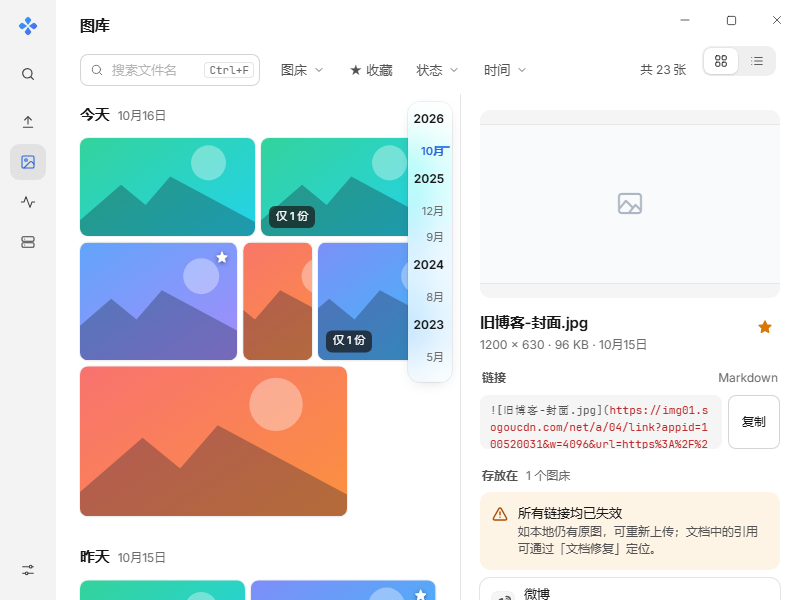 图库
搜索文件名 Ctrl+F
图床 ★ 收藏 状态 时间 共 23 张
今天 10月16日
仅 1 份
仅 1 份
昨天 10月15日
2026
10月
2025
12月
9月
2024
8月
2023
5月
旧博客-封面.jpg
1200 × 630 · 96 KB · 10月15日
链接 Markdown
![旧博客-封面.jpg](https://img01.s
ogoucdn.com/net/a/04/link?appid=1
00520031&w=4096&url=https%3A%2F%2
复制
存放在 1 个图床
所有链接均已失效
如本地仍有原图，可重新上传；文档中的引用
可通过「文档修复」定位。
微博